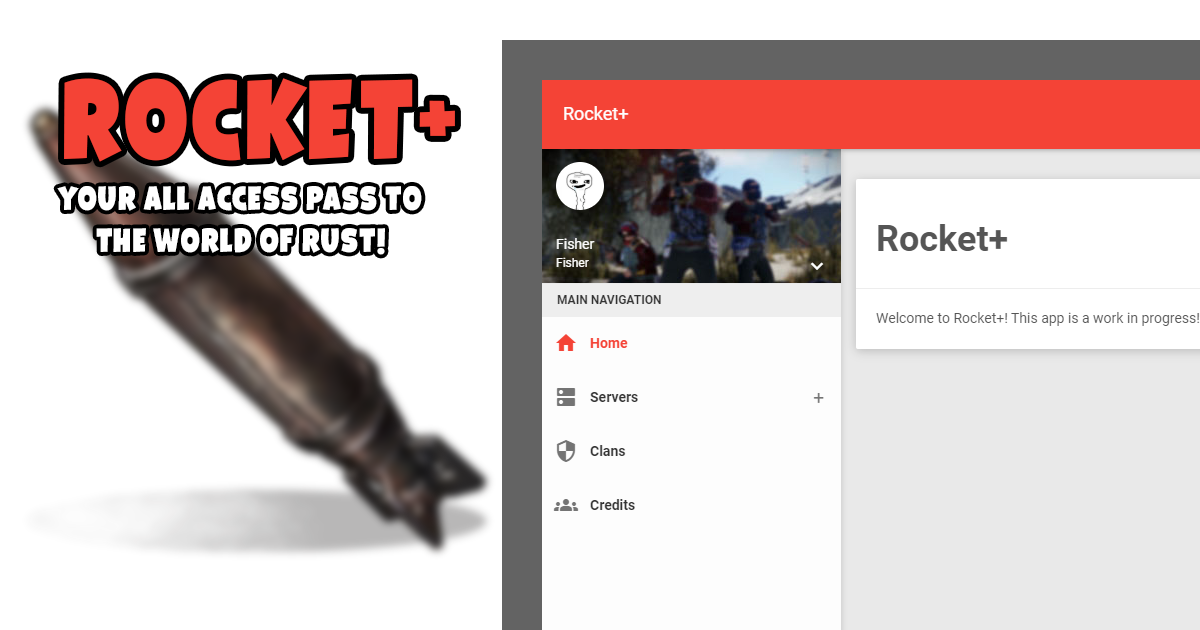 ROCKET+
YOUR ALL ACCESS PASS TO
THE WORLD OF RUST!
Rocket+
Fisher
Fisher
MAIN NAVIGATION
Home
Servers +
Clans
Credits
Rocket+
Welcome to Rocket+! This app is a work in progress!